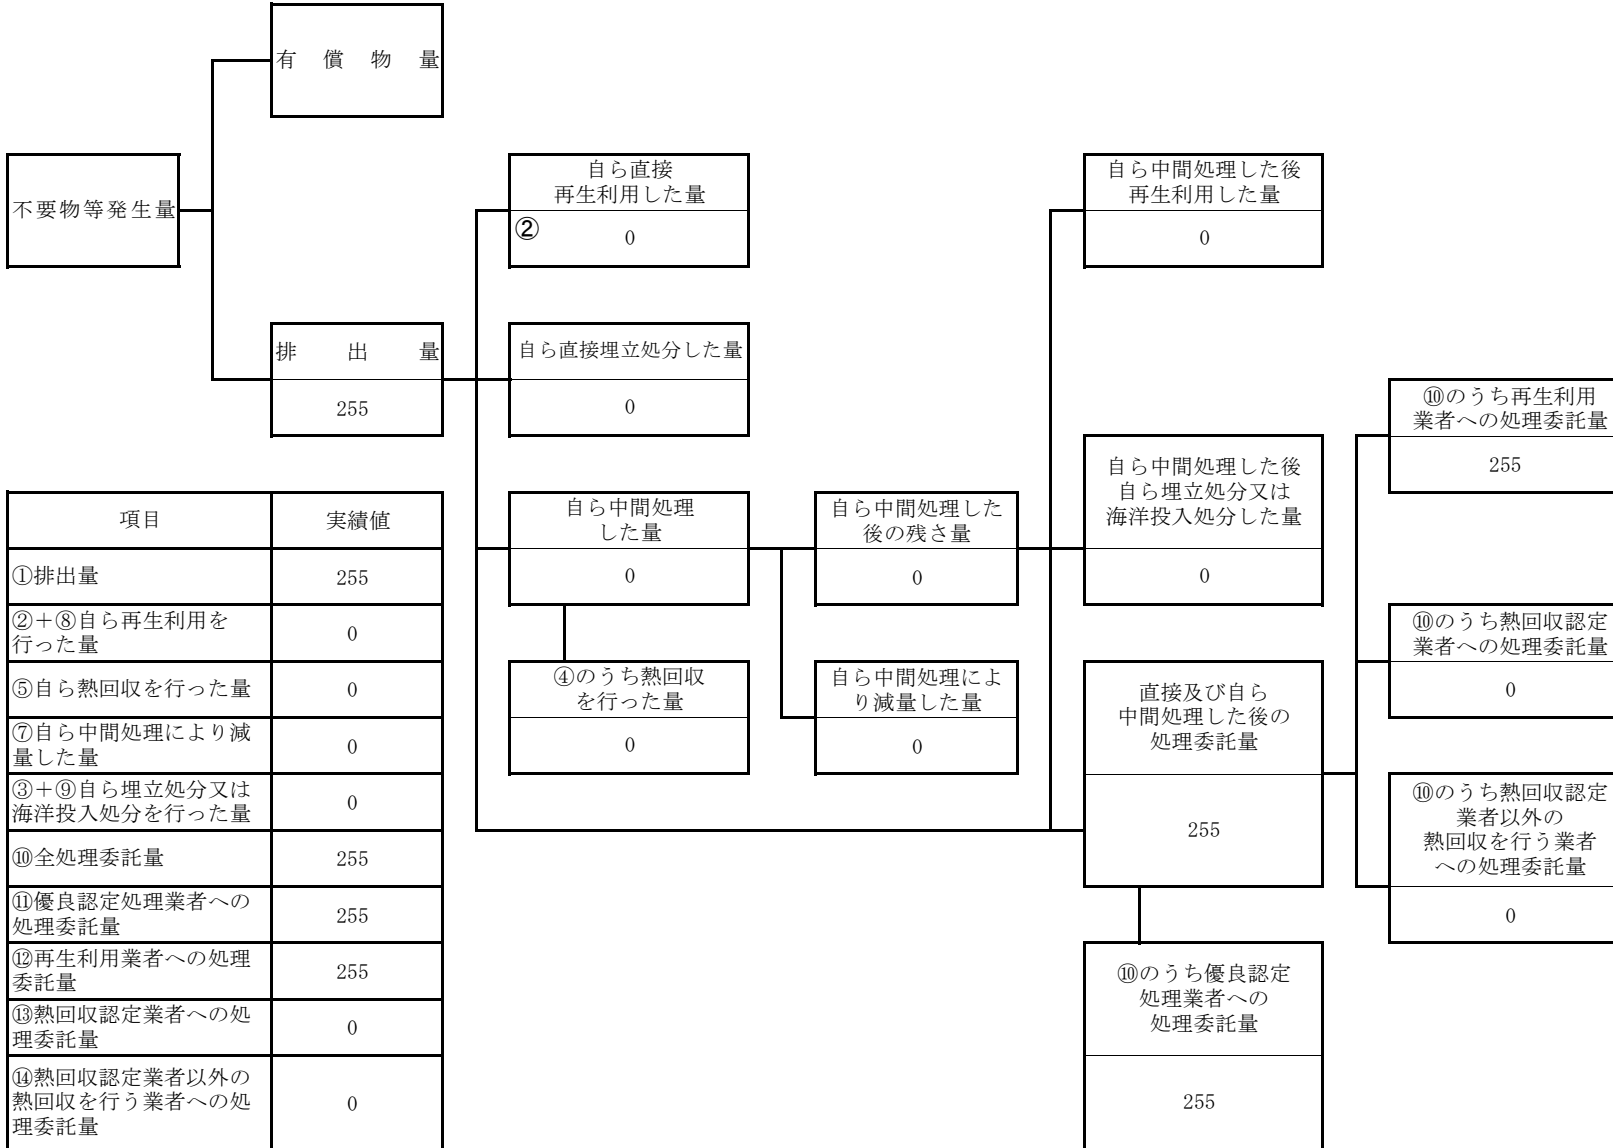 有償物量
不要物等発生量
自ら直接
再生利用した量
②
0
自ら中間処理した後
再生利用した量
0
排出量
255
自ら直接埋立処分した量
0
⑩のうち再生利用
業者への処理委託量
255
自ら中間処理
した量
0
自ら中間処理した
後の残さ量
0
自ら中間処理した後
自ら埋立処分又は
海洋投入処分した量
0
④のうち熱回収
を行った量
0
自ら中間処理によ
り減量した量
0
直接及び自ら
中間処理した後の
処理委託量
255
⑩のうち熱回収認定
業者への処理委託量
0
⑩のうち熱回収認定
業者以外の
熱回収を行う業者
への処理委託量
0
⑩のうち優良認定
処理業者への
処理委託量
255
項目 実績値
①排出量 255
②+⑧自ら再生利用を
行った量
0
⑤自ら熱回収を行った量 0
⑦自ら中間処理により減
量した量
0
③+⑨自ら埋立処分又は
海洋投入処分を行った量
0
⑩全処理委託量 255
⑪優良認定処理業者への
処理委託量
255
⑫再生利用業者への処理
委託量
255
⑬熱回収認定業者への処
理委託量
0
⑭熱回収認定業者以外の
熱回収を行う業者への処
理委託量
0